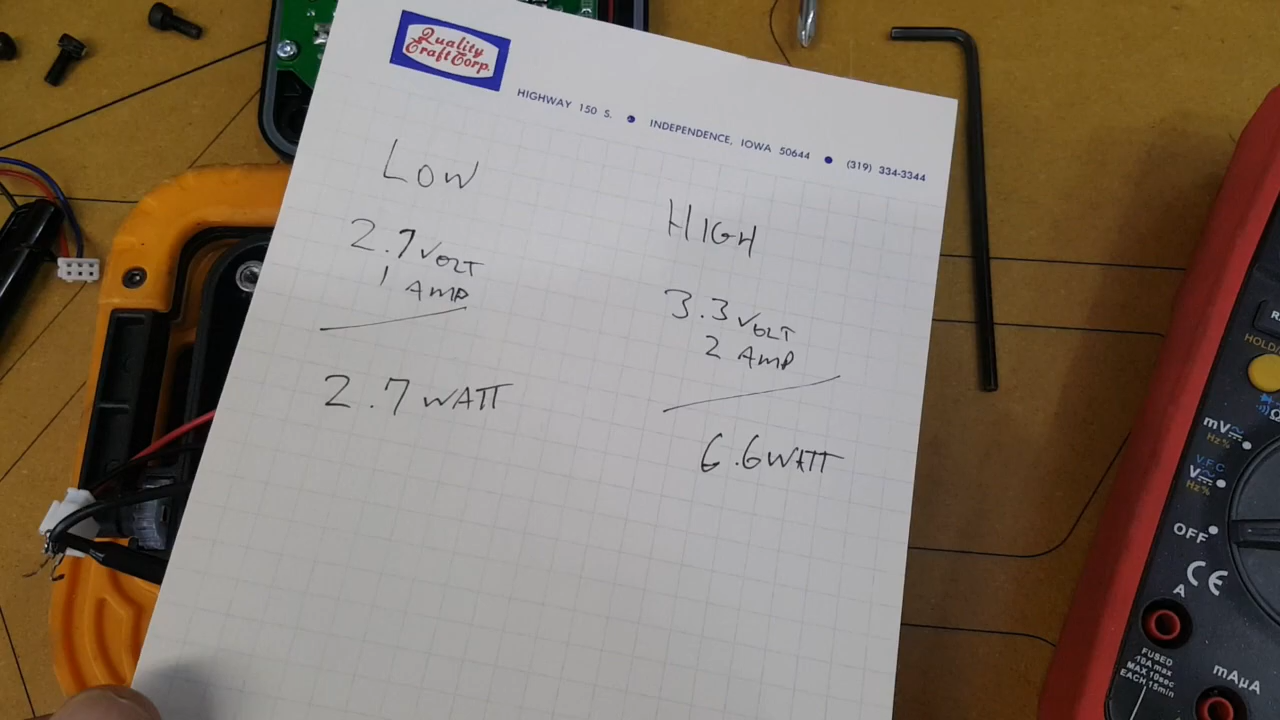 Quality
Craft Corp.
HIGHWAY 150 S. • INDEPENDENCE, IOWA 50644 • (319) 334-3344
LOW
2.7 VOLT
1 AMP
2.7 WATT
HIGH
3.3 VOLT
2 AMP
6.6 WATT
HOLD/
mV
Hz%
V.F.C.
V
Hz%
OFF
CE
A
FUSED
10A max
MAX 10sec
EACH 15min
mAµA